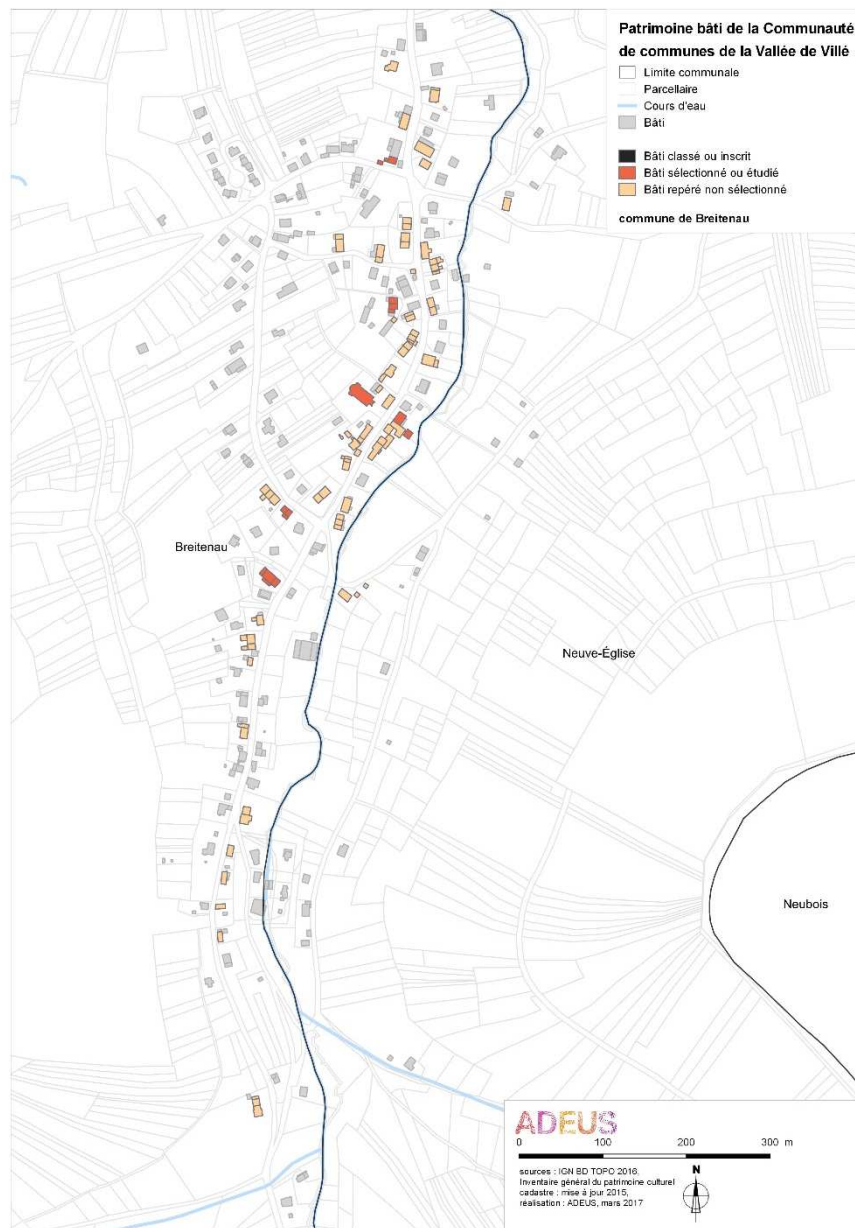 Patrimoine bâti de la Communauté
de communes de la Vallée de Villé
Limite communale
Parcellaire
Cours d'eau
Bâti
Bâti classé ou inscrit
Bâti sélectionné ou étudié
Bâti repéré non sélectionné
commune de Breitenau
Breitenau
Neuve-Église
Neubois
ADEUS
0 100 200 300 m
sources : IGN BD TOPO 2016,
Inventaire général du patrimoine culturel
cadastre : mise à jour 2015,
réalisation : ADEUS, mars 2017
N